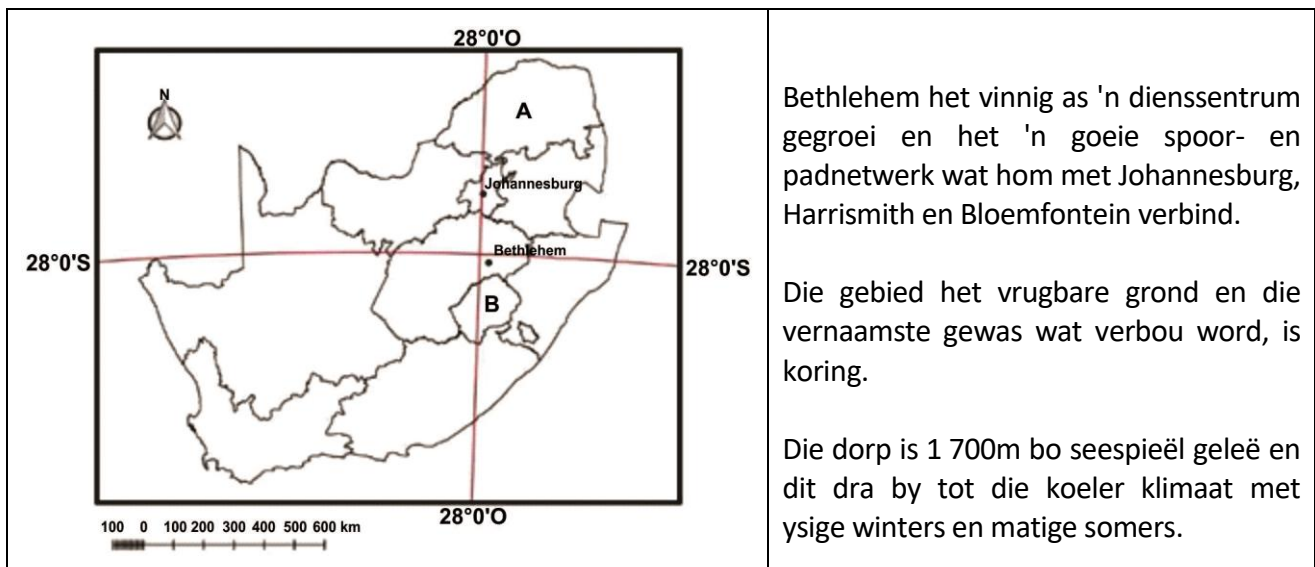 28°0'O
N
A
Johannesburg
28°0'S
Bethlehem
28°0'S
B
28°0'O
100 0 100 200 300 400 500 600 km
Bethlehem het vinnig as 'n dienssentrum
gegroei en het 'n goeie spoor- en
padnetwerk wat hom met Johannesburg,
Harrismith en Bloemfontein verbind.
Die gebied het vrugbare grond en die
vernaamste gewas wat verbou word, is
koring.
Die dorp is 1 700m bo seespieël geleë en
dit dra by tot die koeler klimaat met
ysige winters en matige somers.